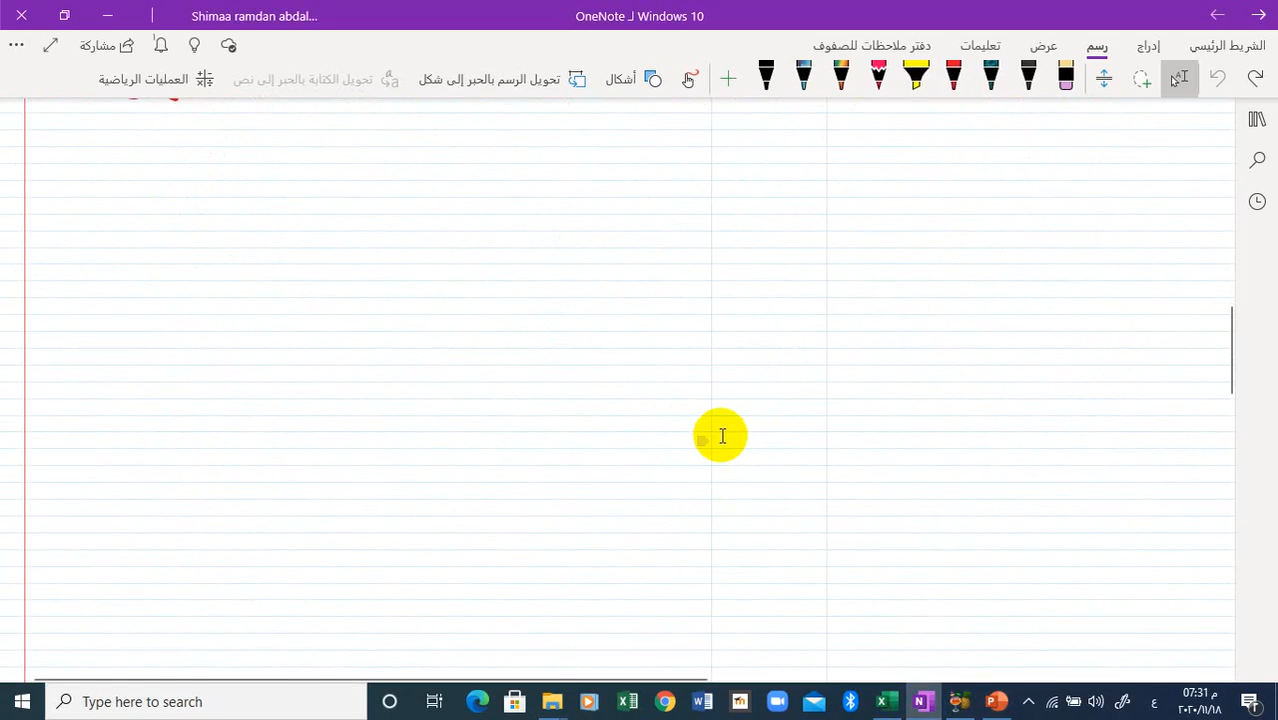 Shimaa ramdan abdal...
OneNote لـ Windows 10
الشريط الرئيسي إدراج رسم عرض تعليمات دفتر ملاحظات للصفوف مشاركة
أشكال تحويل الرسم بالحبر إلى شكل تحويل الكتابة بالحبر إلى نص العمليات الرياضية
Type here to search
ع
م 07:31
٢٠٢٠/١١/١٨